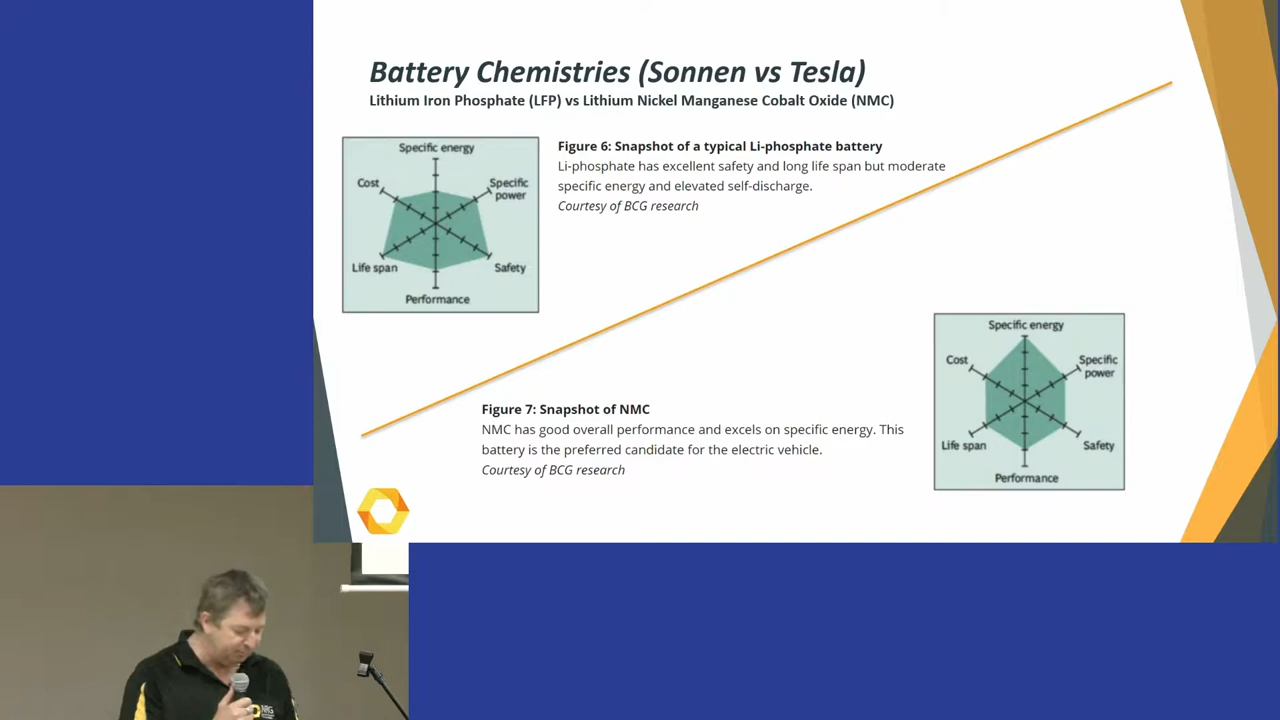 Battery Chemistries (Sonnen vs Tesla)
Lithium Iron Phosphate (LFP) vs Lithium Nickel Manganese Cobalt Oxide (NMC)
Specific energy
Cost
Specific
power
Life span
Safety
Performance
Figure 6: Snapshot of a typical Li-phosphate battery
Li-phosphate has excellent safety and long life span but moderate
specific energy and elevated self-discharge.
Courtesy of BCG research
Figure 7: Snapshot of NMC
NMC has good overall performance and excels on specific energy. This
battery is the preferred candidate for the electric vehicle.
Courtesy of BCG research
Specific energy
Cost
Specific
power
Life span
Safety
Performance
NRG